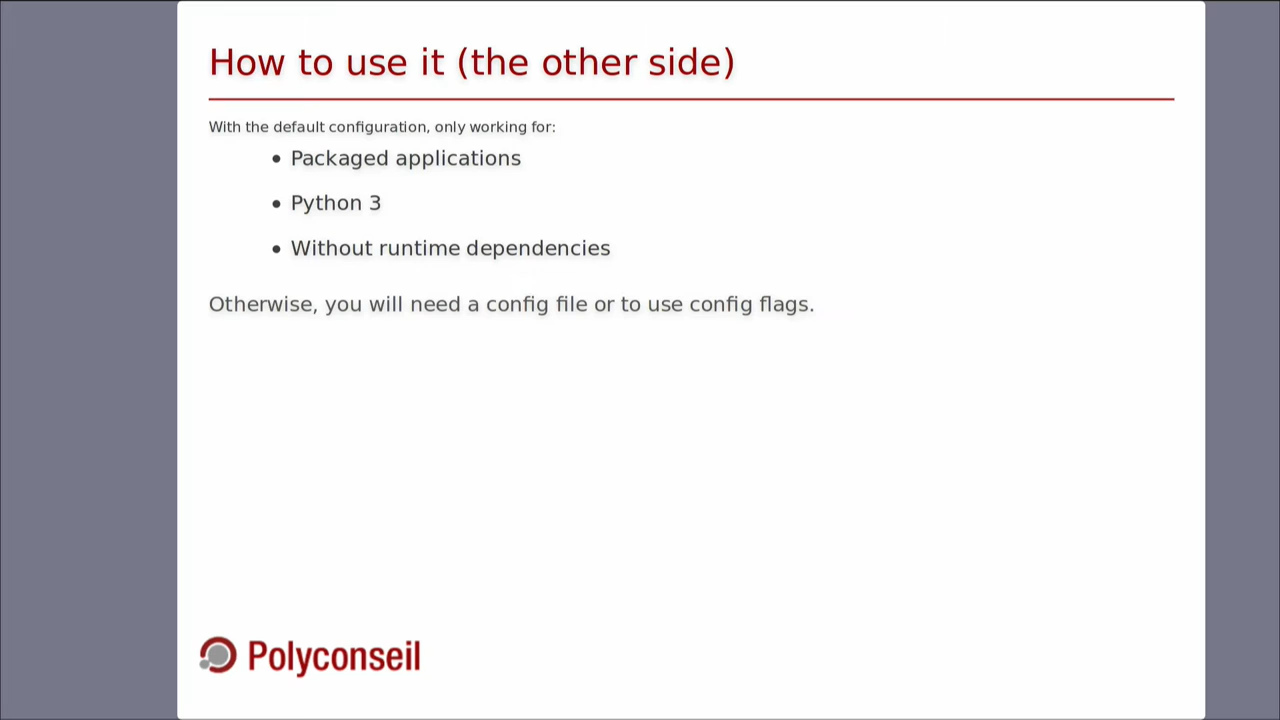 How to use it (the other side)
With the default configuration, only working for:
• Packaged applications
• Python 3
• Without runtime dependencies
Otherwise, you will need a config file or to use config flags.
Polyconseil